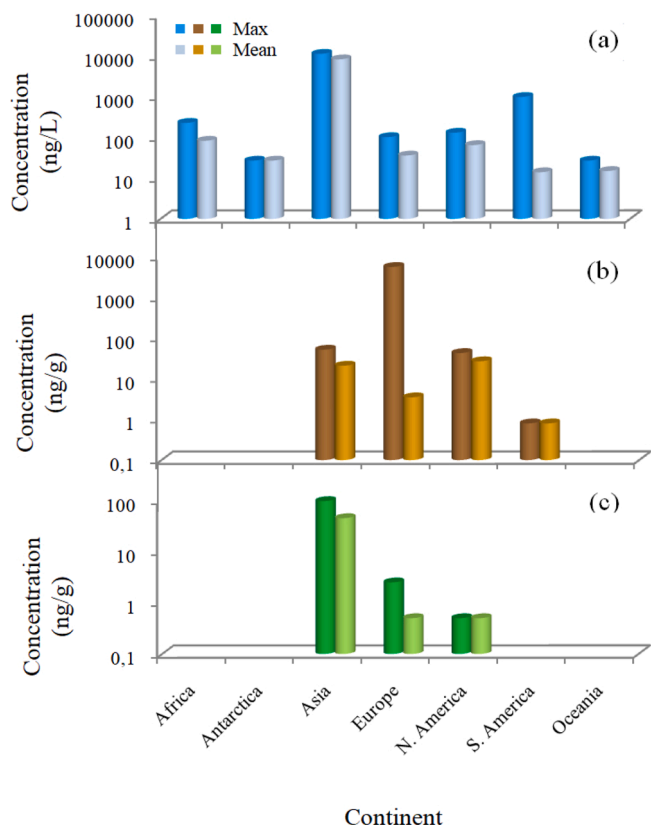 100000
10000
1000
100
10
1
Concentration
(ng/L)
Max
Mean
(a)
10000
1000
100
10
1
0,1
Concentration
(ng/g)
(b)
100
10
1
0,1
Concentration
(ng/g)
(c)
Africa
Antarctica
Asia
Europe
N. America
S. America
Oceania
Continent